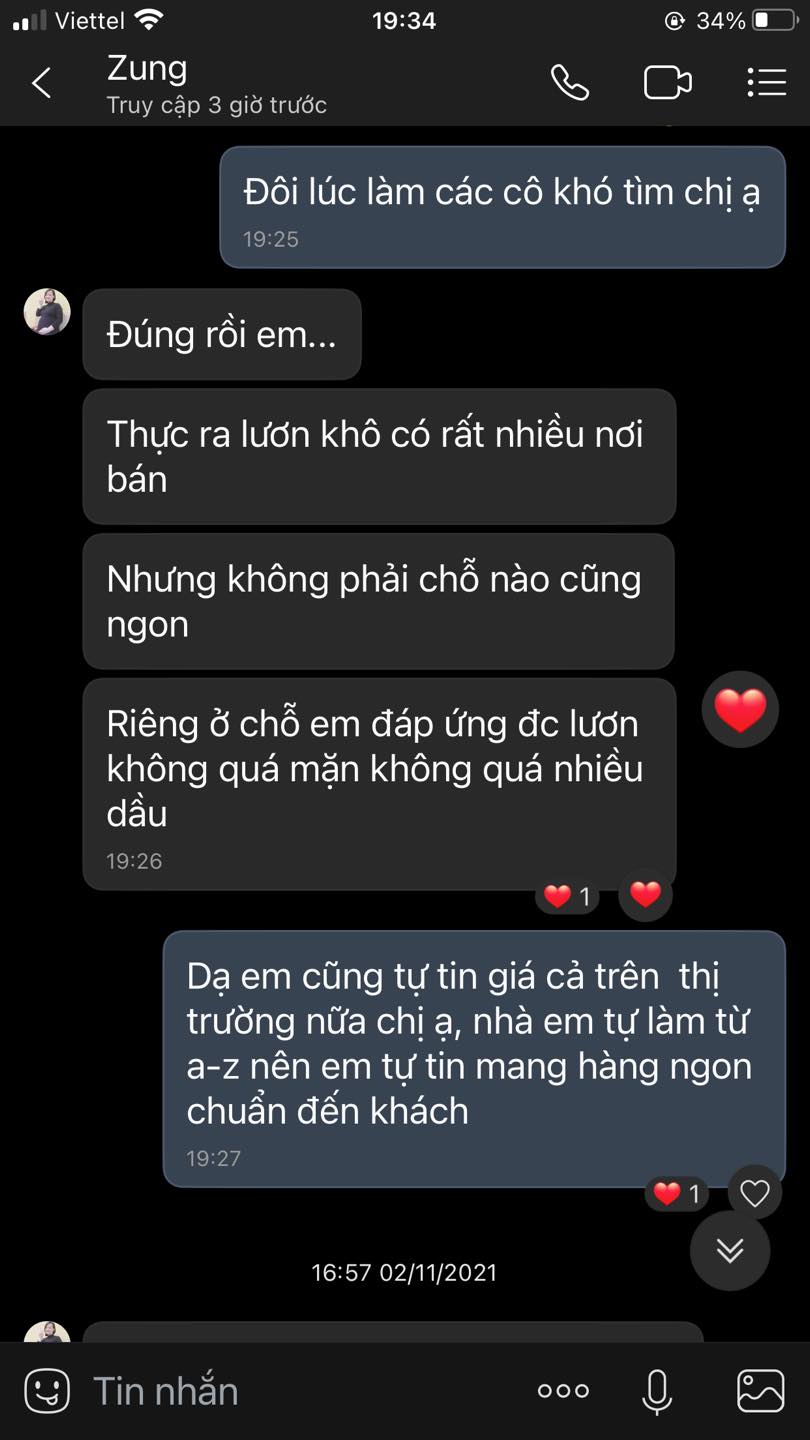 Viettel 19:34 34%
Zung
Truy cập 3 giờ trước
Đôi lúc làm các cô khó tìm chị ạ
19:25
Đúng rồi em...
Thực ra lươn khô có rất nhiều nơi
bán
Nhưng không phải chỗ nào cũng
ngon
Riêng ở chỗ em đáp ứng đc lươn
không quá mặn không quá nhiều
dầu
19:26
1
Dạ em cũng tự tin giá cả trên  thị
trường nữa chị ạ, nhà em tự làm từ
a-z nên em tự tin mang hàng ngon
chuẩn đến khách
19:27
1
16:57 02/11/2021
Tin nhắn